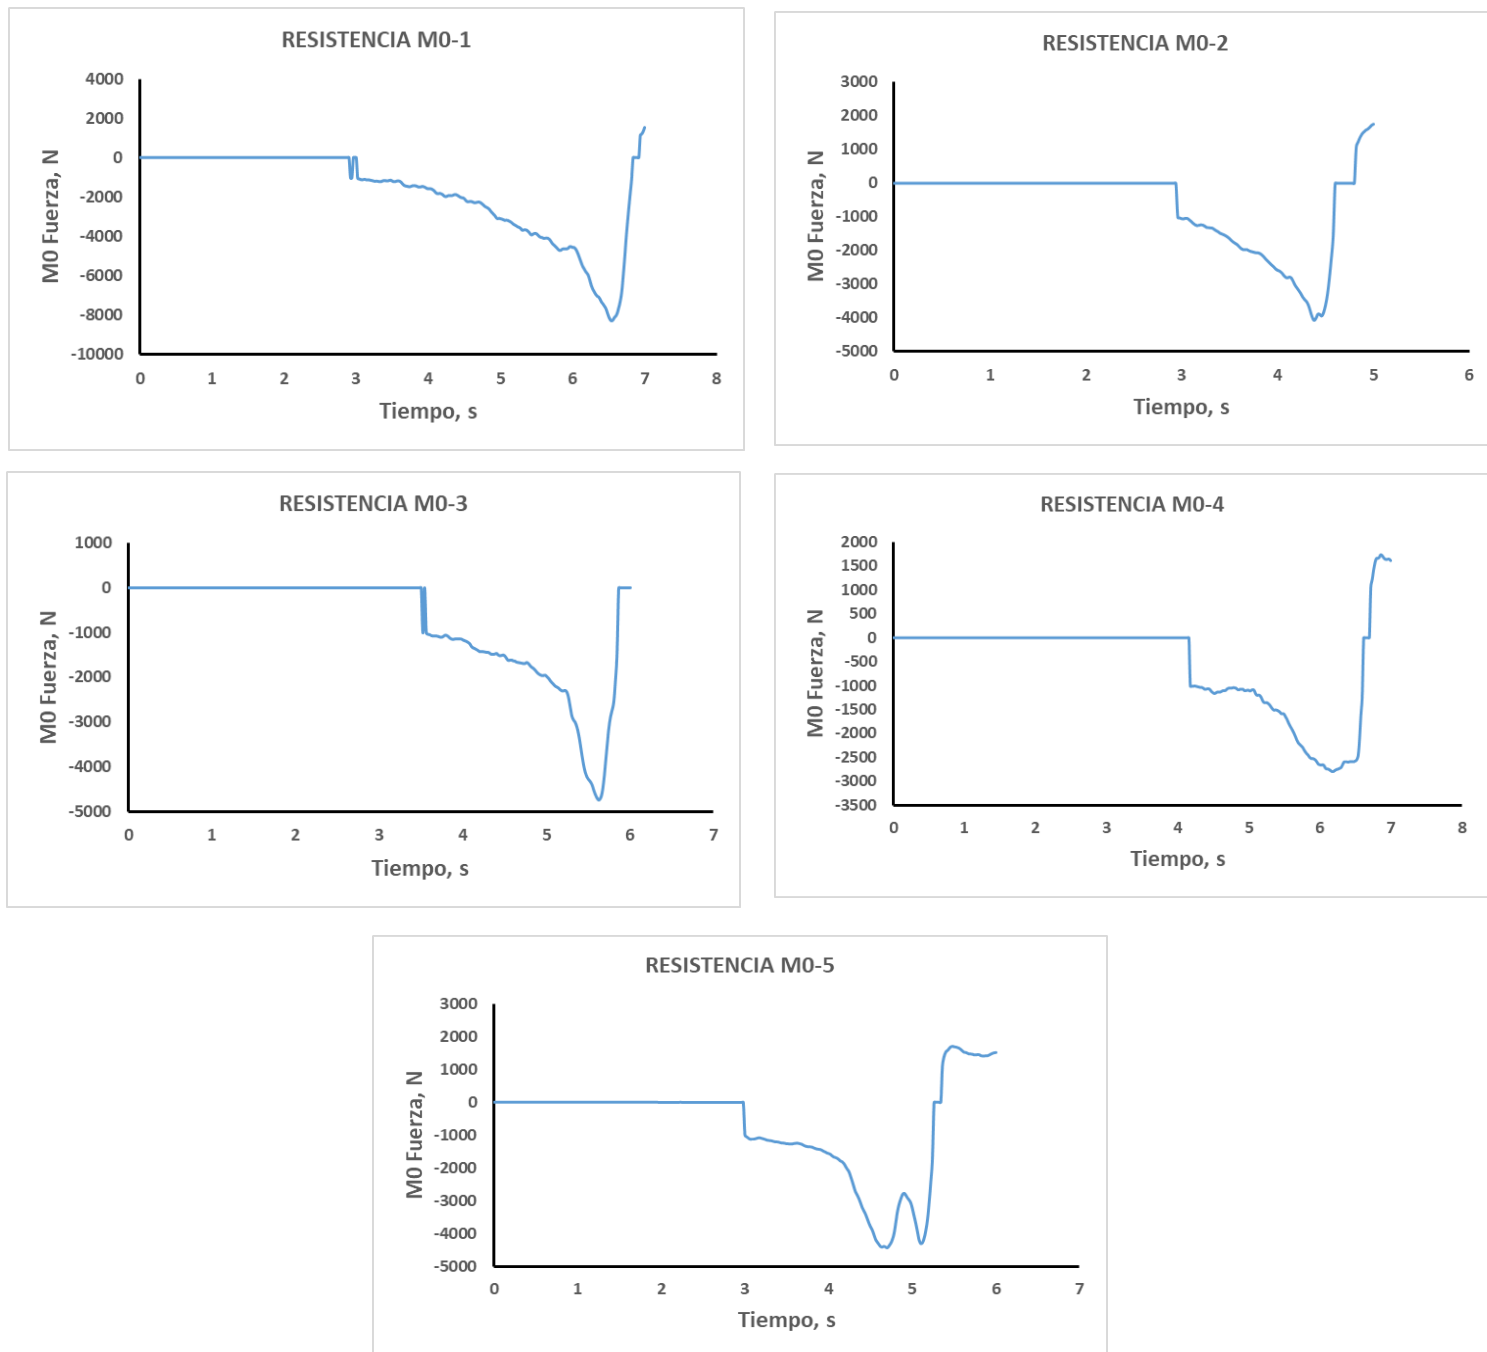 RESISTENCIA M0-1
M0 Fuerza, N
4000
2000
0
-2000
-4000
-6000
-8000
-10000
0 1 2 3 4 5 6 7 8
Tiempo, s
RESISTENCIA M0-2
M0 Fuerza, N
3000
2000
1000
0
-1000
-2000
-3000
-4000
-5000
0 1 2 3 4 5 6
Tiempo, s
RESISTENCIA M0-3
M0 Fuerza, N
1000
0
-1000
-2000
-3000
-4000
-5000
0 1 2 3 4 5 6 7
Tiempo, s
RESISTENCIA M0-4
M0 Fuerza, N
2000
1500
1000
500
0
-500
-1000
-1500
-2000
-2500
-3000
-3500
0 1 2 3 4 5 6 7 8
Tiempo, s
RESISTENCIA M0-5
M0 Fuerza, N
3000
2000
1000
0
-1000
-2000
-3000
-4000
-5000
0 1 2 3 4 5 6 7
Tiempo, s